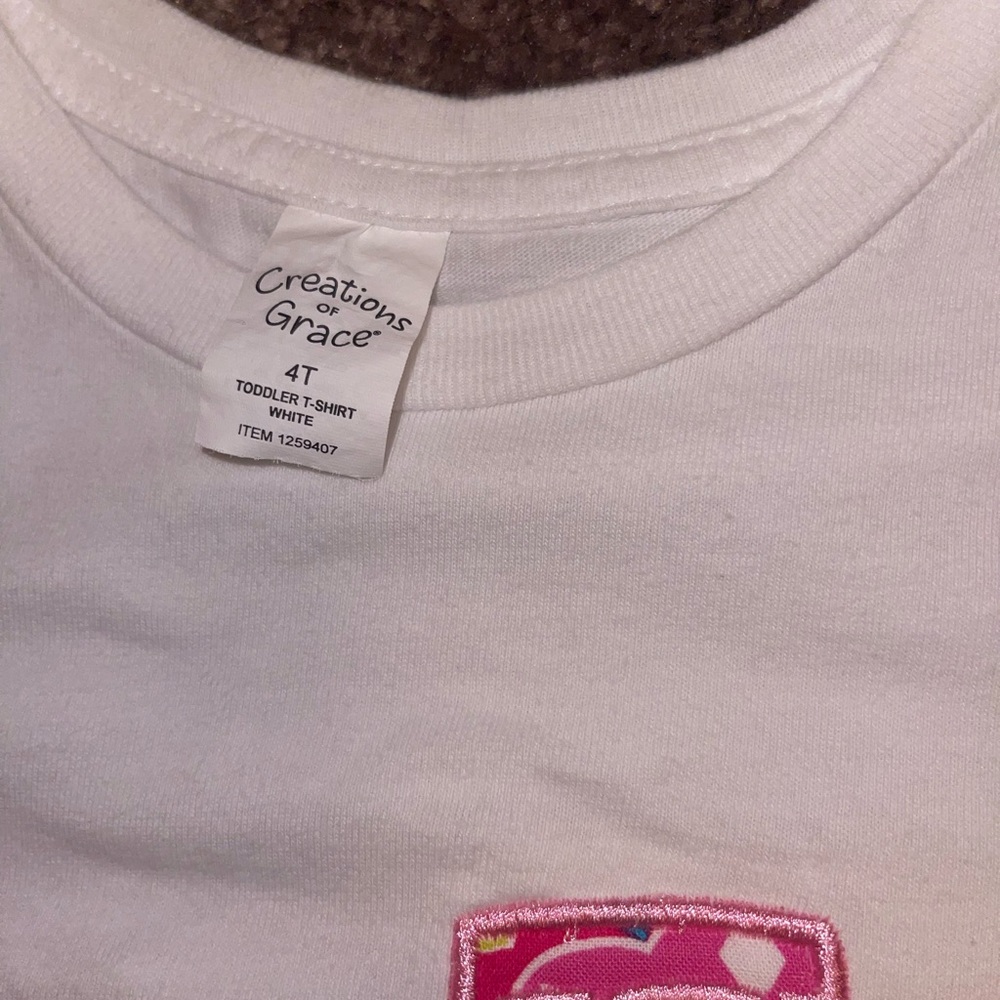 Creations
OF
Grace®
4T
TODDLER T-SHIRT
WHITE
ITEM 1259407